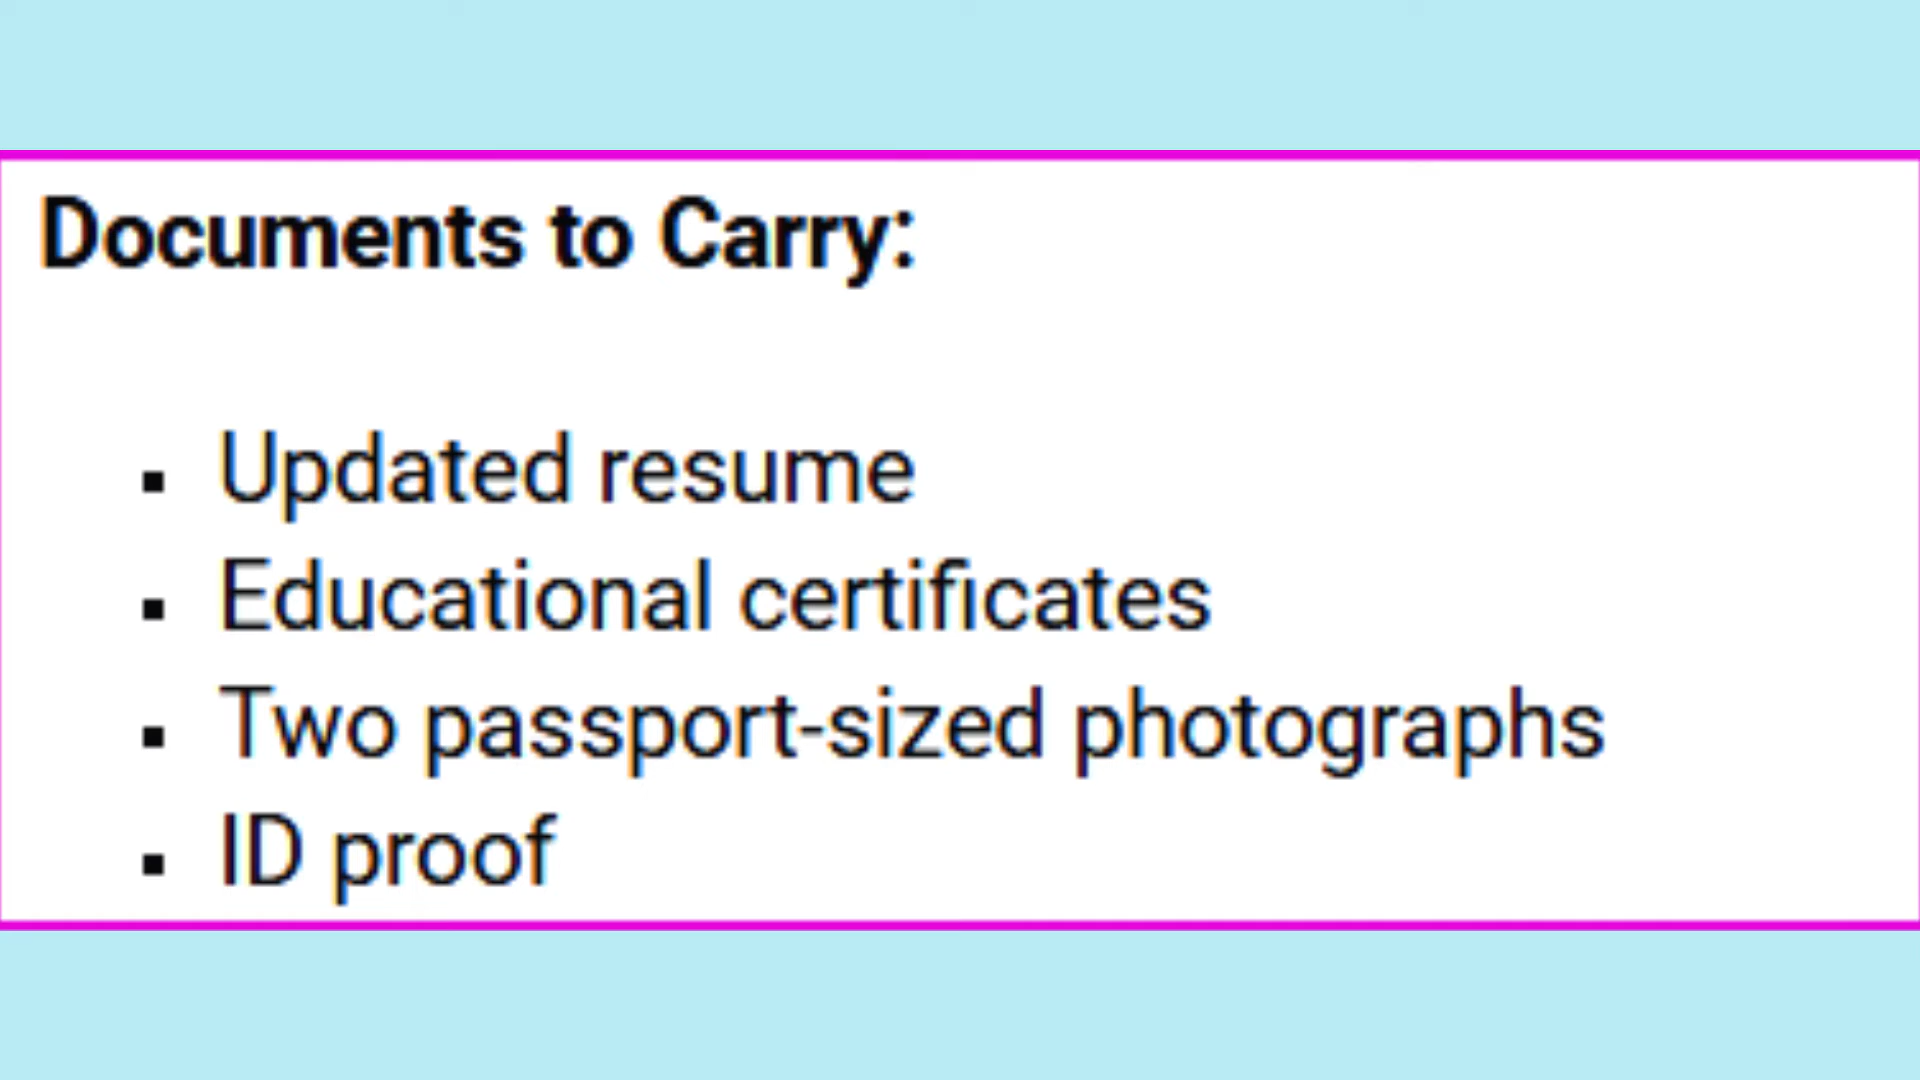 Documents to Carry:
▪ Updated resume
▪ Educational certificates
▪ Two passport-sized photographs
▪ ID proof